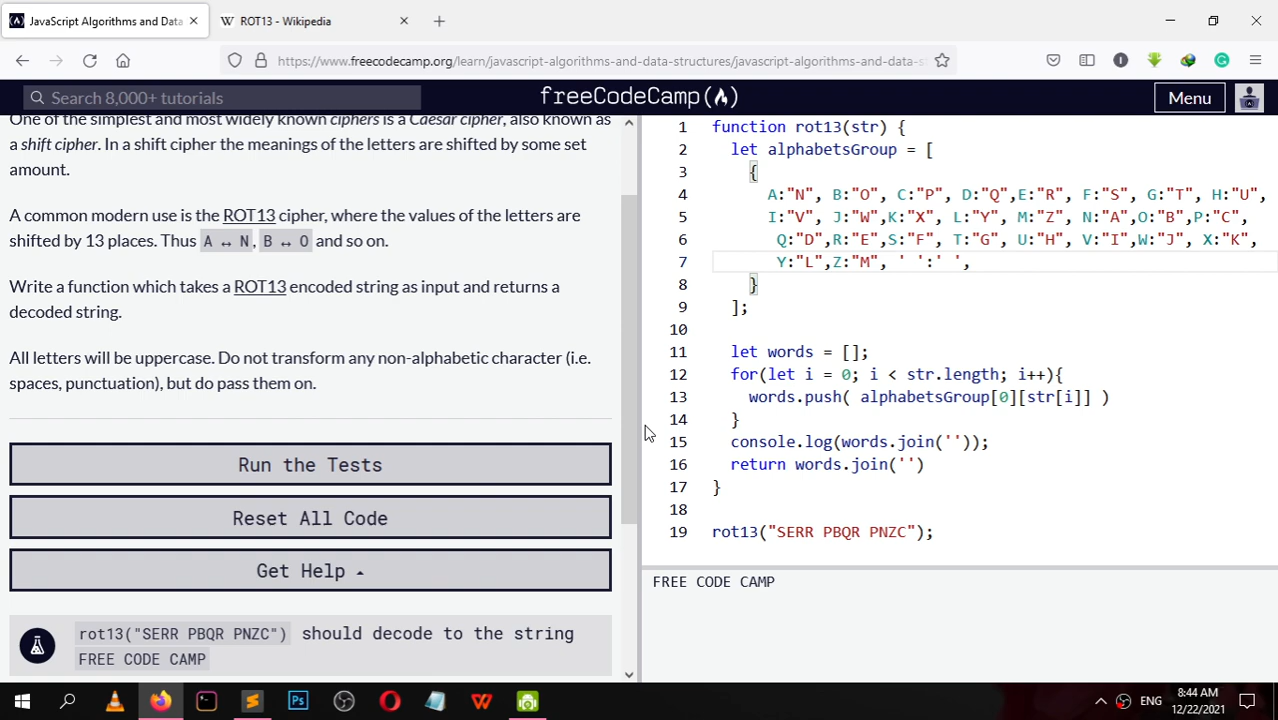 JavaScript Algorithms and Data
ROT13 - Wikipedia
https://www.freecodecamp.org/learn/javascript-algorithms-and-data-structures/javascript-algorithms-and-data-s
Search 8,000+ tutorials
freeCodeCamp
Menu
One of the simplest and most widely known ciphers is a Caesar cipher, also known as
a shift cipher. In a shift cipher the meanings of the letters are shifted by some set
amount.
A common modern use is the ROT13 cipher, where the values of the letters are
shifted by 13 places. Thus A ↔ N, B ↔ O and so on.
Write a function which takes a ROT13 encoded string as input and returns a
decoded string.
All letters will be uppercase. Do not transform any non-alphabetic character (i.e.
spaces, punctuation), but do pass them on.
Run the Tests
Reset All Code
Get Help
rot13("SERR PBQR PNZC") should decode to the string
FREE CODE CAMP
1 function rot13(str) {
2 let alphabetsGroup = [
3 {
4 A:"N", B:"O", C:"P", D:"Q",E:"R", F:"S", G:"T", H:"U",
5 I:"V", J:"W",K:"X", L:"Y", M:"Z", N:"A",O:"B",P:"C",
6 Q:"D",R:"E",S:"F", T:"G", U:"H", V:"I",W:"J", X:"K",
7 Y:"L",Z:"M", ' ':' ',
8 }
9 ];
10
11 let words = [];
12 for(let i = 0; i < str.length; i++){
13 words.push( alphabetsGroup[0][str[i]] )
14 }
15 console.log(words.join(''));
16 return words.join('')
17 }
18
19 rot13("SERR PBQR PNZC");
FREE CODE CAMP
ENG
8:44 AM
12/22/2021